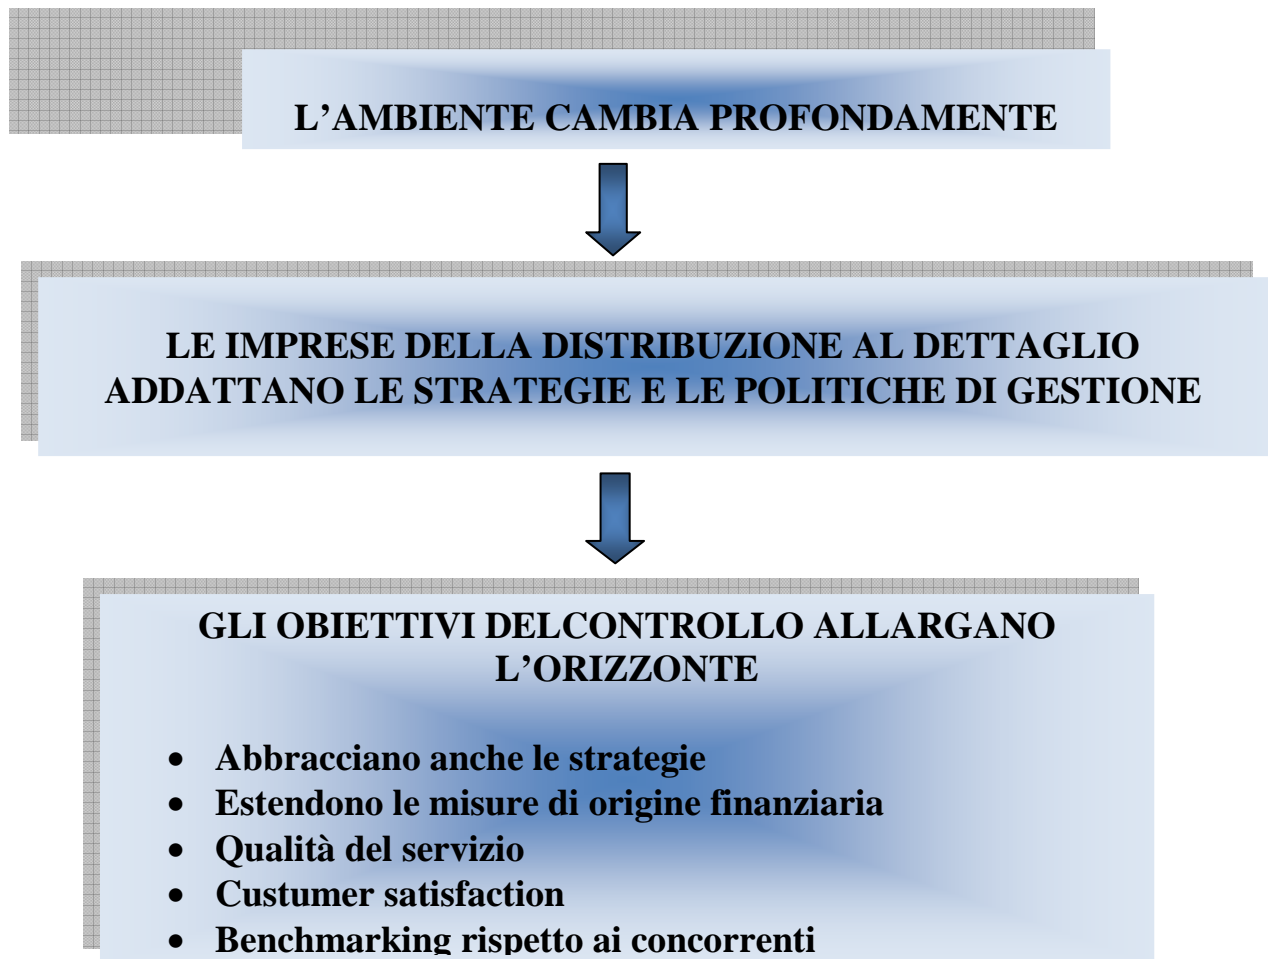 L’AMBIENTE CAMBIA PROFONDAMENTE
LE IMPRESE DELLA DISTRIBUZIONE AL DETTAGLIO
ADDATTANO LE STRATEGIE E LE POLITICHE DI GESTIONE
GLI OBIETTIVI DELCONTROLLO ALLARGANO
L’ORIZZONTE
• Abbracciano anche le strategie
• Estendono le misure di origine finanziaria
• Qualità del servizio
• Custumer satisfaction
• Benchmarking rispetto ai concorrenti